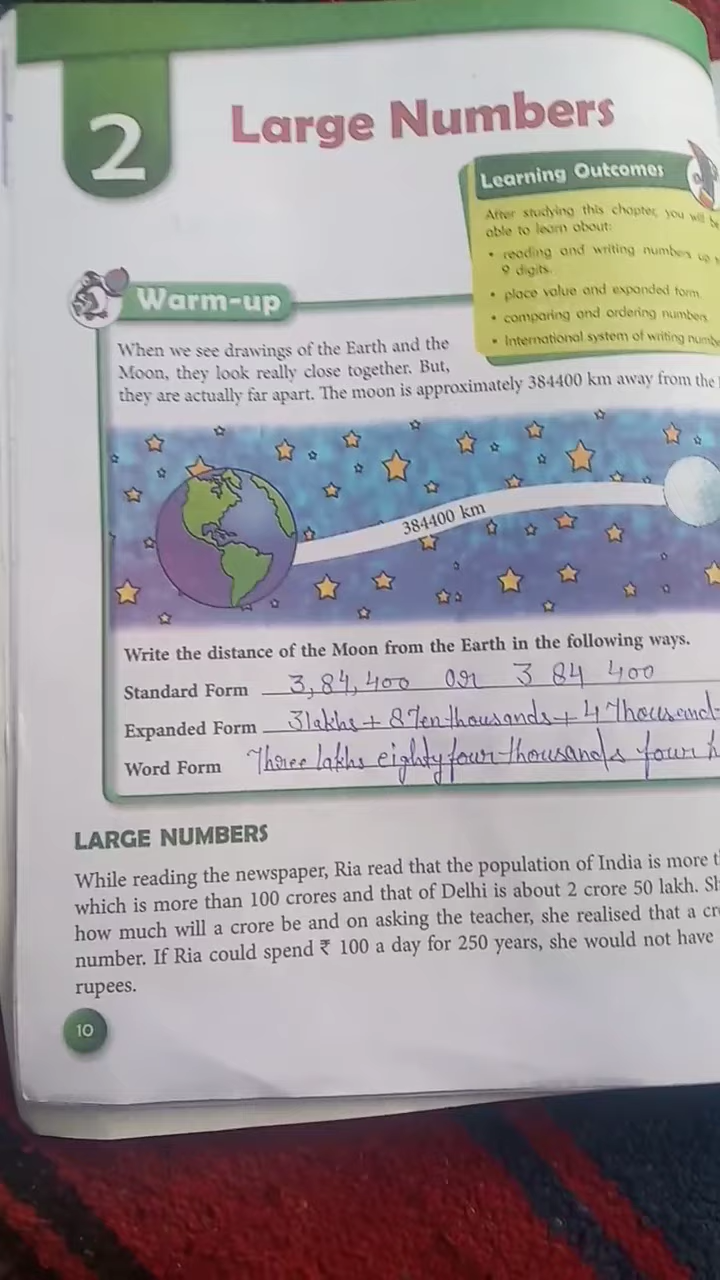 2
Large Numbers
Learning Outcomes
After studying this chapter, you will be
able to learn about:
• reading and writing numbers up
9 digits.
• place value and expanded form
• comparing and ordering numbers
• International system of writing
Warm-up
When we see drawings of the Earth and the
Moon, they look really close together. But,
they are actually far apart. The moon is approximately 384400 km away from the
384400 km
Write the distance of the Moon from the Earth in the following ways.
Standard Form 3,84,400 or 3 84 400
Expanded Form 3lakhs + 8Ten thousands + 4 Thousand
Word Form Three lakhs eighty four thousands four
LARGE NUMBERS
While reading the newspaper, Ria read that the population of India is more
which is more than 100 crores and that of Delhi is about 2 crore 50 lakh.
how much will a crore be and on asking the teacher, she realised that a
number. If Ria could spend ₹ 100 a day for 250 years, she would not have
rupees.
10